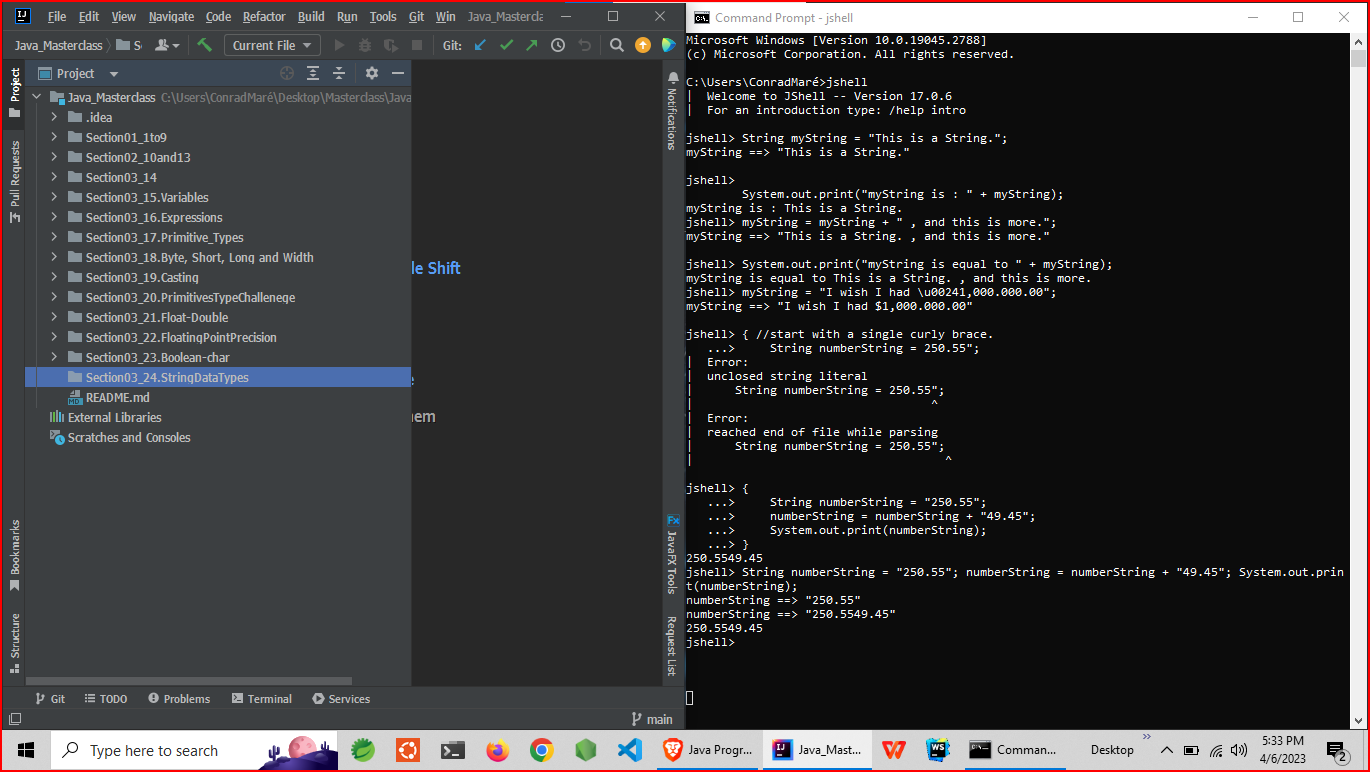 File Edit View Navigate Code Refactor Build Run Tools Git Win Java_Mastercla
Java_Masterclass S Current File Git:
Project
Project
Java_Masterclass C:\Users\ConradMaré\Desktop\Masterclass\Java
.idea
Section01_1to9
Section02_10and13
Section03_14
Section03_15.Variables
Section03_16.Expressions
Section03_17.Primitive_Types
Section03_18.Byte, Short, Long and Width
Section03_19.Casting
Section03_20.PrimitivesTypeChallenege
Section03_21.Float-Double
Section03_22.FloatingPointPrecision
Section03_23.Boolean-char
Section03_24.StringDataTypes
README.md
External Libraries
Scratches and Consoles
Pull Requests
Bookmarks
Structure
le Shift
e
hem
Notifications
JavaFX Tools
Request List
Git TODO Problems Terminal Services
main
Command Prompt - jshell
Microsoft Windows [Version 10.0.19045.2788]
(c) Microsoft Corporation. All rights reserved.
C:\Users\ConradMaré>jshell
|  Welcome to JShell -- Version 17.0.6
|  For an introduction type: /help intro
jshell> String myString = "This is a String.";
myString ==> "This is a String."
jshell>
System.out.print("myString is : " + myString);
myString is : This is a String.
jshell> myString = myString + " , and this is more.";
myString ==> "This is a String. , and this is more."
jshell> System.out.print("myString is equal to " + myString);
myString is equal to This is a String. , and this is more.
jshell> myString = "I wish I had \u00241,000.000.00";
myString ==> "I wish I had $1,000.000.00"
jshell> { //start with a single curly brace.
...>     String numberString = 250.55";
|  Error:
|  unclosed string literal
|      String numberString = 250.55";
|                                  ^
|  Error:
|  reached end of file while parsing
|      String numberString = 250.55";
|                                    ^
jshell> {
...>     String numberString = "250.55";
...>     numberString = numberString + "49.45";
...>     System.out.print(numberString);
...> }
250.5549.45
jshell> String numberString = "250.55"; numberString = numberString + "49.45"; System.out.prin
t(numberString);
numberString ==> "250.55"
numberString ==> "250.5549.45"
250.5549.45
jshell>
Type here to search
Java Progr... Java_Mast... Comman... Desktop
5:33 PM
4/6/2023
2